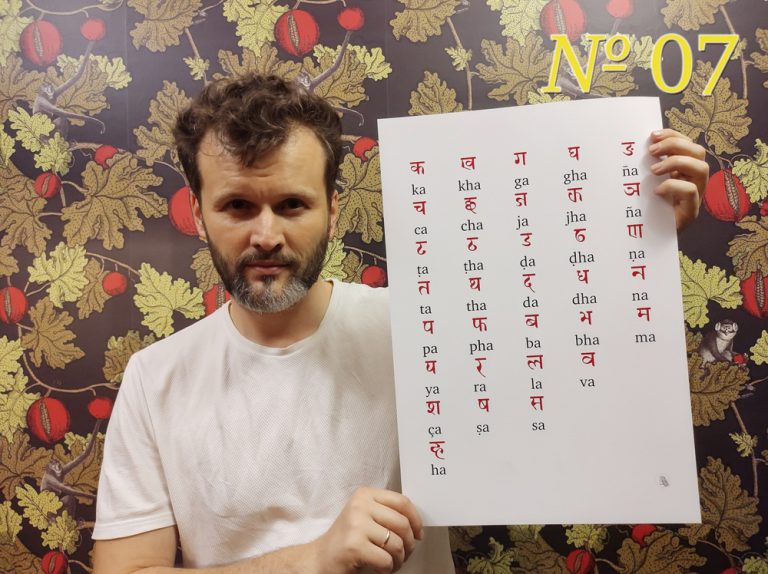 Nº 07
क ख ग घ ङ
ka kha ga gha ña
च छ ज झ ञ
ca cha ja jha ña
ट ठ ड ढ ण
ṭa ṭha ḍa ḍha ṇa
त थ द ध न
ta tha da dha na
प फ ब भ म
pa pha ba bha ma
य र ल व
ya ra la va
श ष स
ça ṣa sa
ह
ha